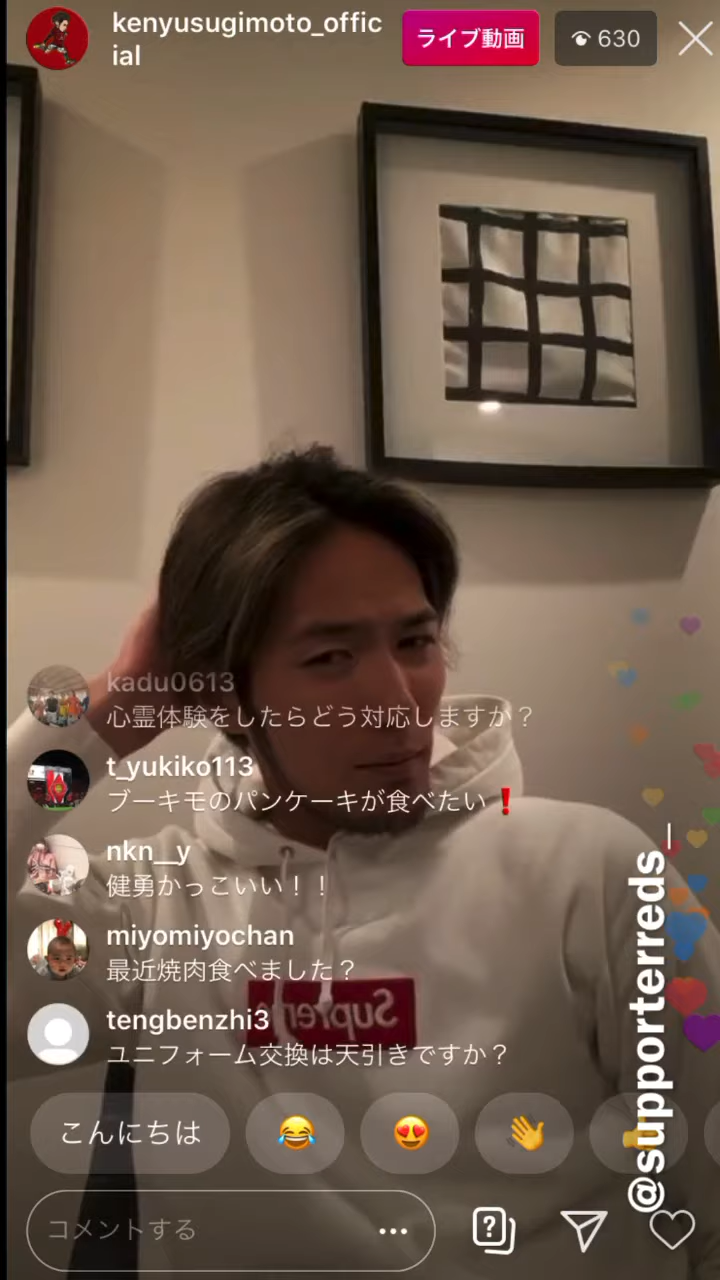 kenyusugimoto_offic
ial
ライブ動画
630
kadu0613
心霊体験をしたらどう対応しますか？
t_yukiko113
ブーキモのパンケーキが食べたい❗
nkn__y
健勇かっこいい！！
miyomiyochan
最近焼肉食べました？
tengbenzhi3
ユニフォーム交換は天引きですか？
Supreme
こんにちは
コメントする
@supporterreds_